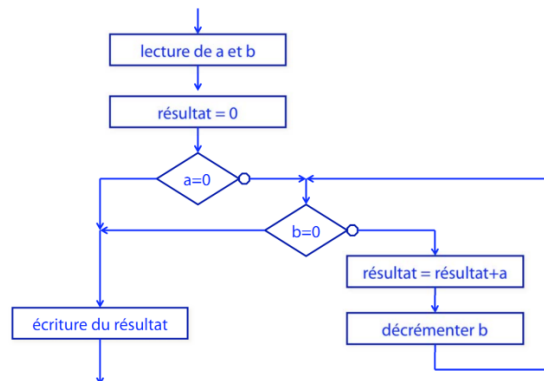 lecture de a et b
résultat = 0
a=0
b=0
résultat = résultat+a
écriture du résultat
décrémenter b